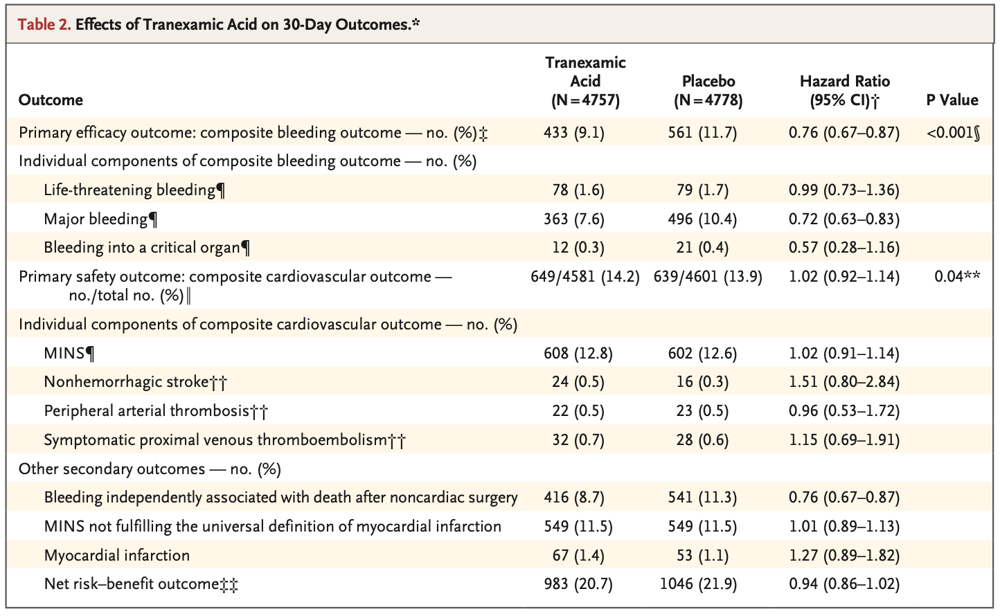 Table 2. Effects of Tranexamic Acid on 30-Day Outcomes.*
Outcome Tranexamic Acid (N=4757) Placebo (N=4778) Hazard Ratio (95% CI)† P Value
Primary efficacy outcome: composite bleeding outcome — no. (%)‡ 433 (9.1) 561 (11.7) 0.76 (0.67–0.87) <0.001§
Individual components of composite bleeding outcome — no. (%)
Life-threatening bleeding¶ 78 (1.6) 79 (1.7) 0.99 (0.73–1.36)
Major bleeding¶ 363 (7.6) 496 (10.4) 0.72 (0.63–0.83)
Bleeding into a critical organ¶ 12 (0.3) 21 (0.4) 0.57 (0.28–1.16)
Primary safety outcome: composite cardiovascular outcome — 649/4581 (14.2) 639/4601 (13.9) 1.02 (0.92–1.14) 0.04**
no./total no. (%)‖
Individual components of composite cardiovascular outcome — no. (%)
MINS¶ 608 (12.8) 602 (12.6) 1.02 (0.91–1.14)
Nonhemorrhagic stroke†† 24 (0.5) 16 (0.3) 1.51 (0.80–2.84)
Peripheral arterial thrombosis†† 22 (0.5) 23 (0.5) 0.96 (0.53–1.72)
Symptomatic proximal venous thromboembolism†† 32 (0.7) 28 (0.6) 1.15 (0.69–1.91)
Other secondary outcomes — no. (%)
Bleeding independently associated with death after noncardiac surgery 416 (8.7) 541 (11.3) 0.76 (0.67–0.87)
MINS not fulfilling the universal definition of myocardial infarction 549 (11.5) 549 (11.5) 1.01 (0.89–1.13)
Myocardial infarction 67 (1.4) 53 (1.1) 1.27 (0.89–1.82)
Net risk–benefit outcome‡‡ 983 (20.7) 1046 (21.9) 0.94 (0.86–1.02)